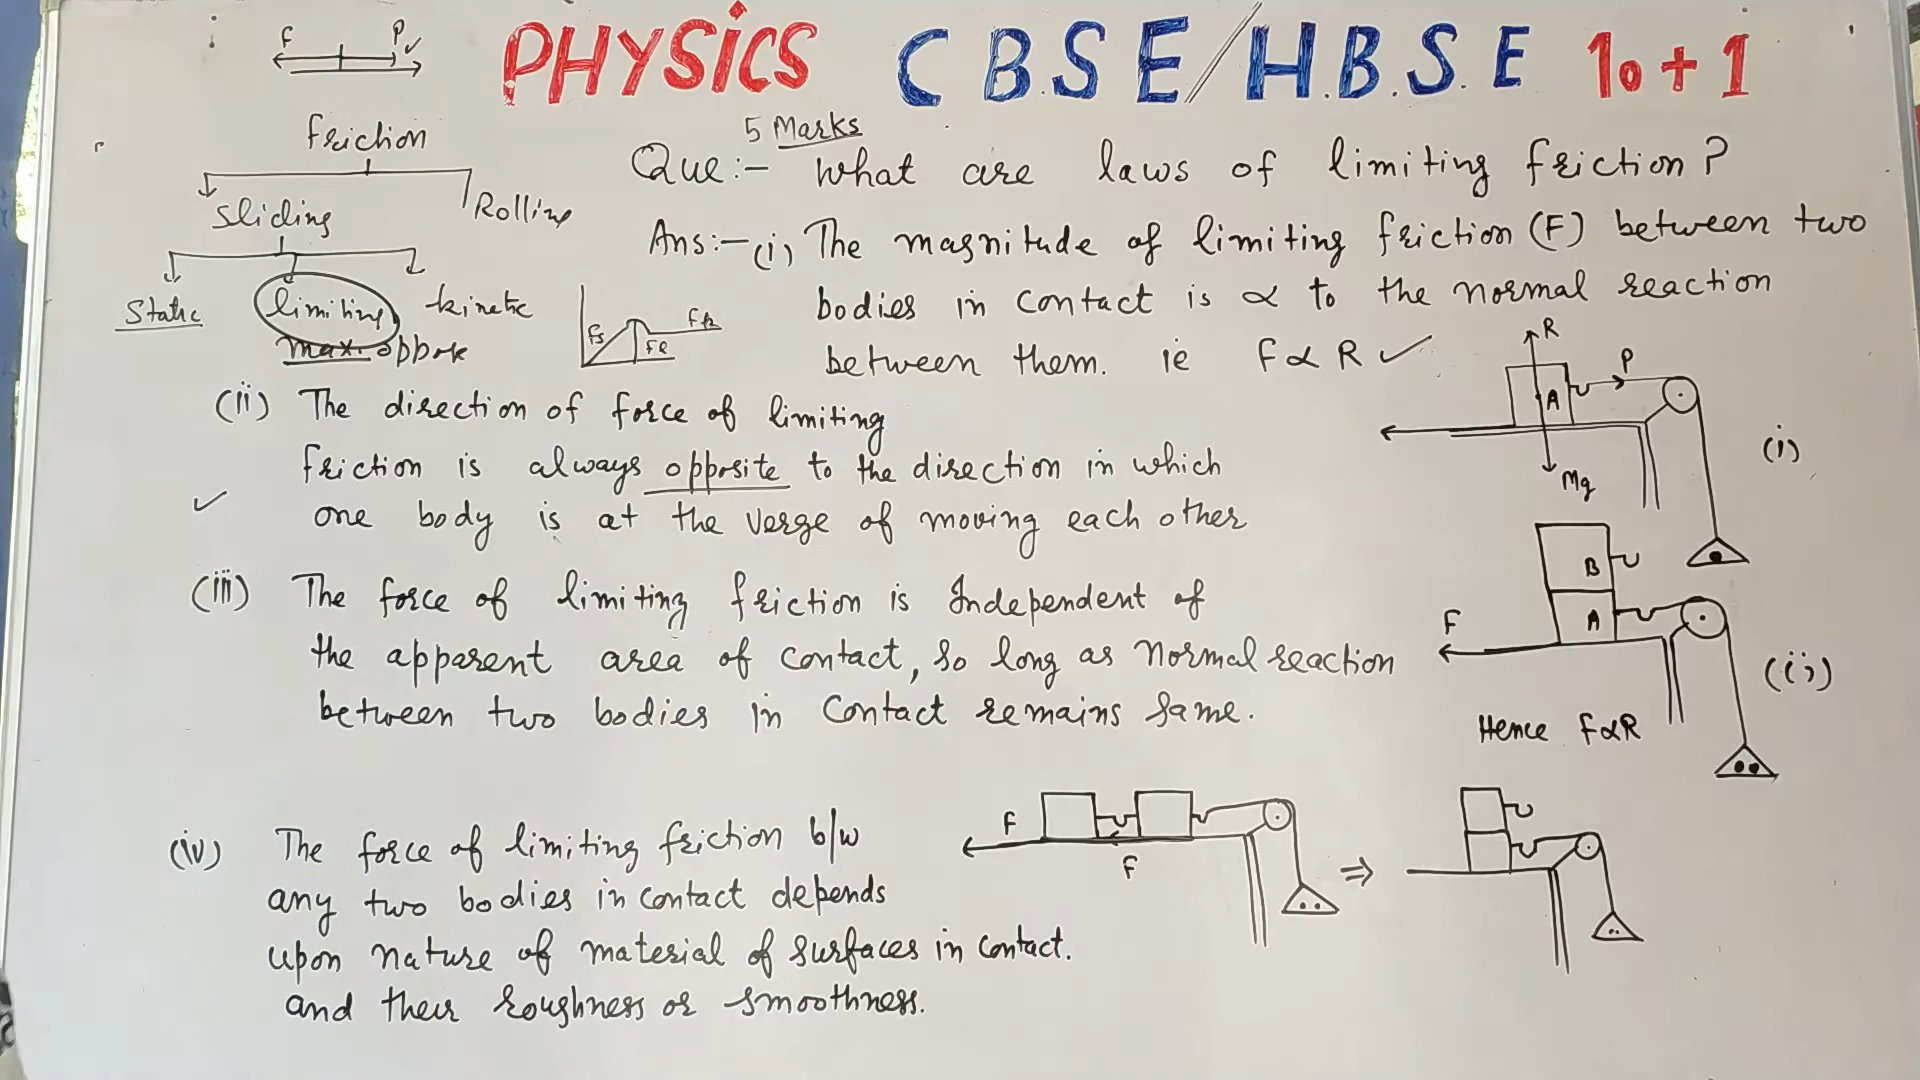 PHYSICS CBSE/H.B.S.E 10+1
F P
Friction
Sliding Rolling
Static limiting kinetic
max. oppose
Fs Fl Fk
5 Marks
Que:- What are laws of limiting friction?
Ans:- (i) The magnitude of limiting friction (F) between two
bodies in contact is ∝ to the normal reaction
between them. ie F ∝ R ✓
(ii) The direction of force of limiting
friction is always opposite to the direction in which
✓ one body is at the verge of moving each other
(iii) The force of limiting friction is Independent of
the apparent area of contact, so long as normal reaction
between two bodies in contact remains same.
(iv) The force of limiting friction b/w
any two bodies in contact depends
upon nature of material of surfaces in contact.
and their roughness or smoothness.
R
P
A
Mg
(i)
B
A
F
(ii)
Hence F∝R
F
F
⇒